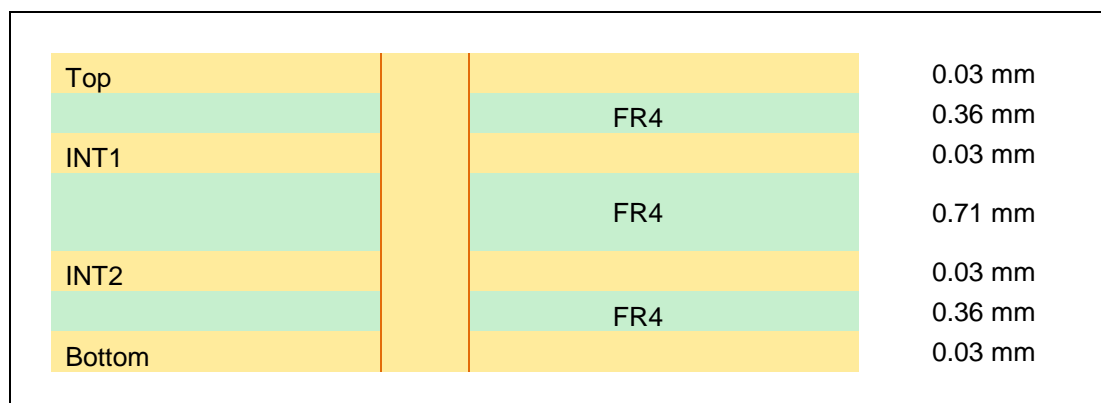 Top 0.03 mm
FR4 0.36 mm
INT1 0.03 mm
FR4 0.71 mm
INT2 0.03 mm
FR4 0.36 mm
Bottom 0.03 mm